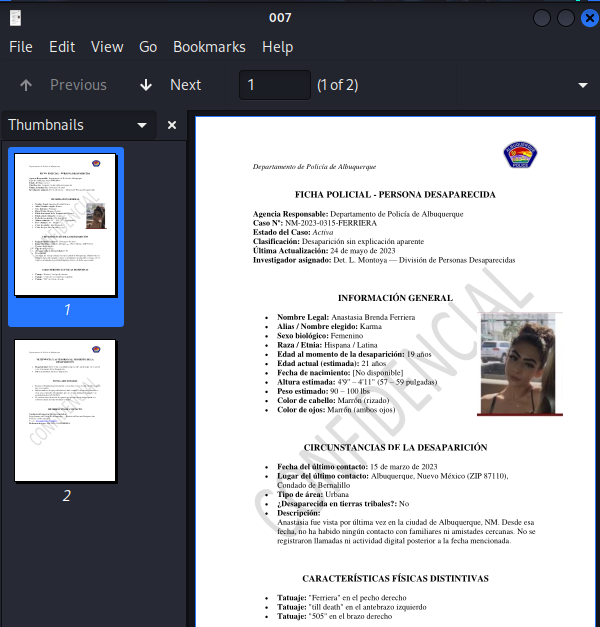 007
File Edit View Go Bookmarks Help
Previous Next 1 (1 of 2)
Thumbnails
1
2
Departamento de Policía de Albuquerque
ALBUQUERQUE
POLICE
FICHA POLICIAL - PERSONA DESAPARECIDA
Agencia Responsable: Departamento de Policía de Albuquerque
Caso Nº: NM-2023-0315-FERRIERA
Estado del Caso: Activa
Clasificación: Desaparición sin explicación aparente
Última Actualización: 24 de mayo de 2023
Investigador asignado: Det. L. Montoya — División de Personas Desaparecidas
CONFIDENCIAL
INFORMACIÓN GENERAL
• Nombre Legal: Anastasia Brenda Ferriera
• Alias / Nombre elegido: Karma
• Sexo biológico: Femenino
• Raza / Etnia: Hispana / Latina
• Edad al momento de la desaparición: 19 años
• Edad actual (estimada): 21 años
• Fecha de nacimiento: [No disponible]
• Altura estimada: 4'9" – 4'11" (57 – 59 pulgadas)
• Peso estimado: 90 – 100 lbs
• Color de cabello: Marrón (rizado)
• Color de ojos: Marrón (ambos ojos)
CIRCUNSTANCIAS DE LA DESAPARICIÓN
• Fecha del último contacto: 15 de marzo de 2023
• Lugar del último contacto: Albuquerque, Nuevo México (ZIP 87110),
Condado de Bernalillo
• Tipo de área: Urbana
• ¿Desaparecida en tierras tribales?: No
• Descripción:
Anastasia fue vista por última vez en la ciudad de Albuquerque, NM. Desde esa
fecha, no ha habido ningún contacto con familiares ni amistades cercanas. No se
registraron llamadas ni actividad digital posterior a la fecha mencionada.
CARACTERÍSTICAS FÍSICAS DISTINTIVAS
• Tatuaje: "Ferriera" en el pecho derecho
• Tatuaje: "till death" en el antebrazo izquierdo
• Tatuaje: "505" en el brazo derecho